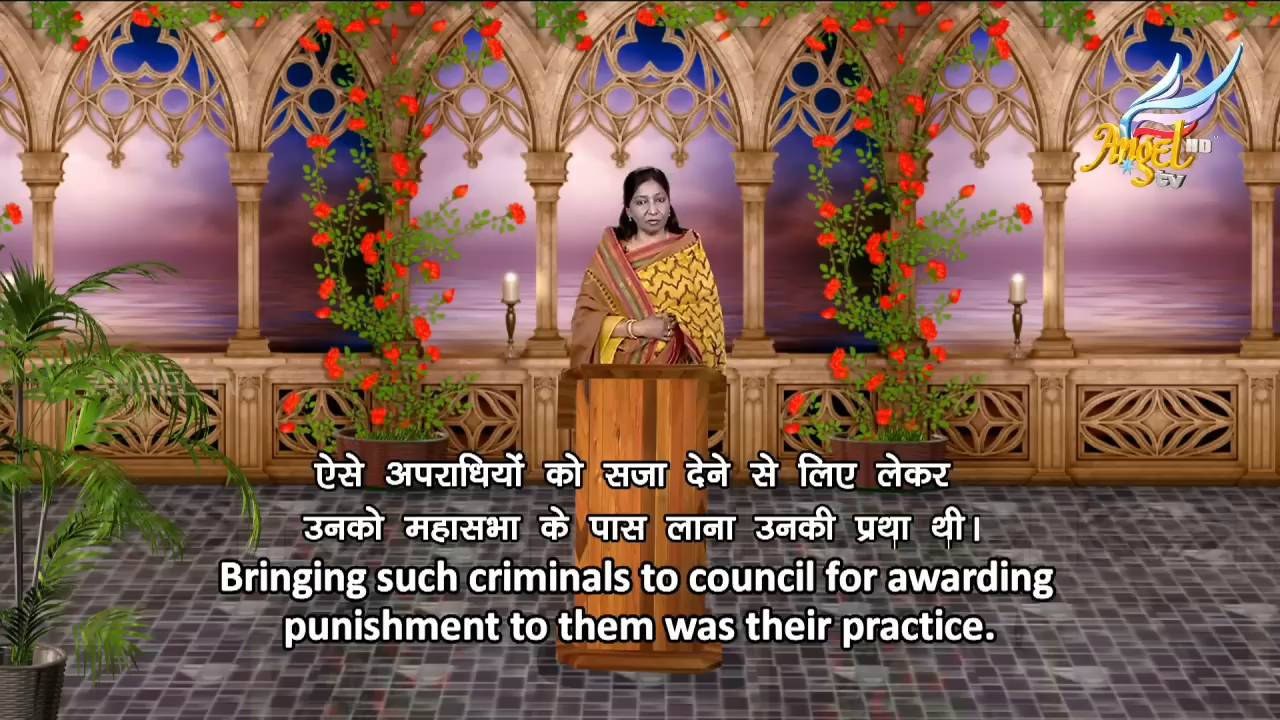 Angel HD
tv
ऐसे अपराधियों को सजा देने से लिए लेकर
उनको महासभा के पास लाना उनकी प्रथा थी।
Bringing such criminals to council for awarding
punishment to them was their practice.